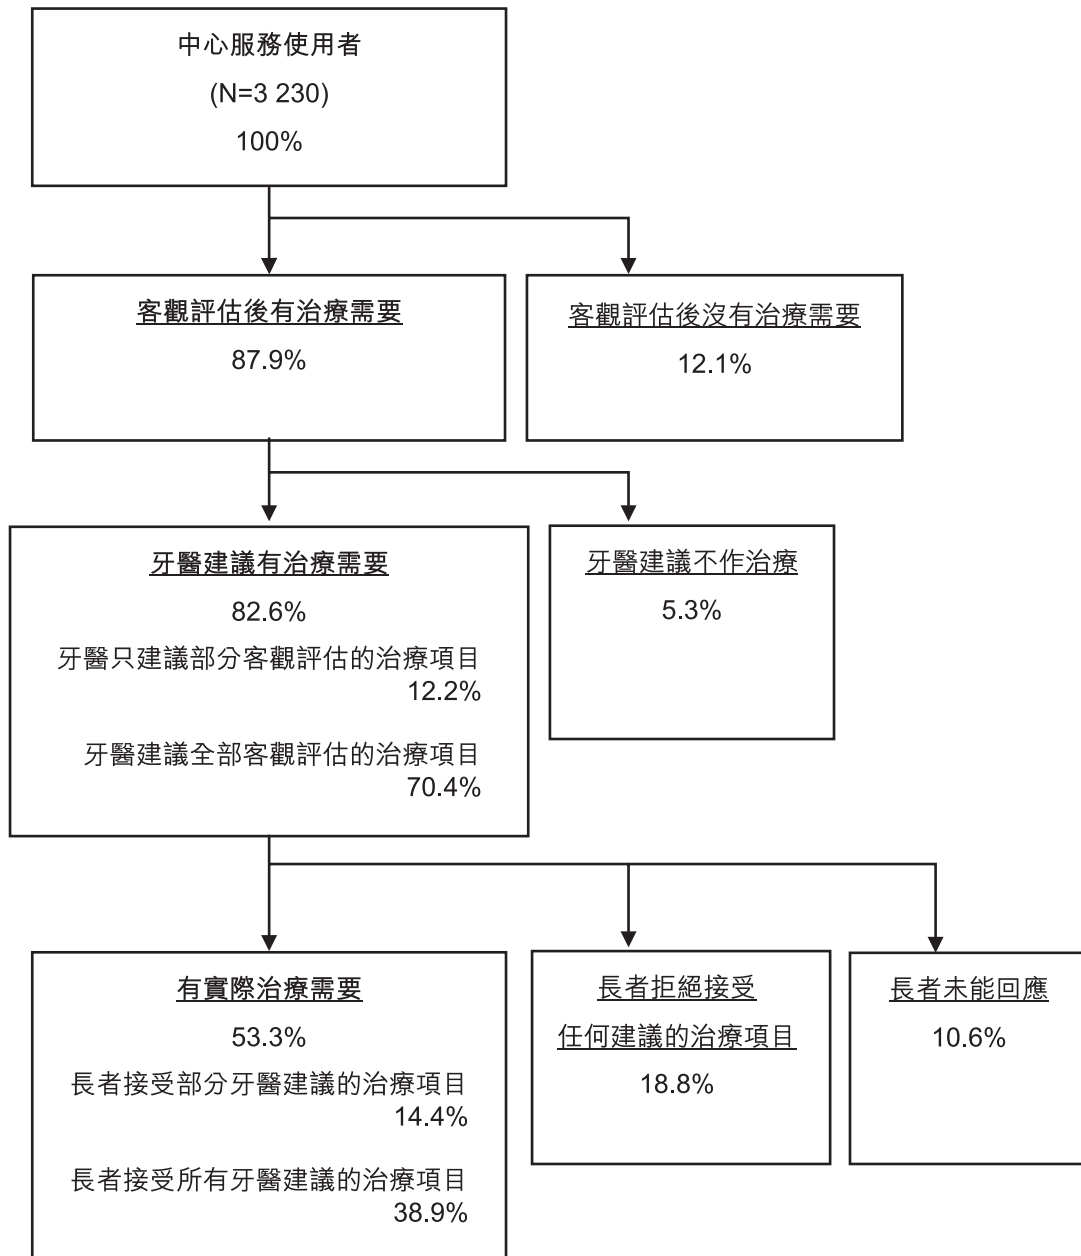 中心服務使用者
(N=3 230)
100%
客觀評估後有治療需要
87.9%
客觀評估後沒有治療需要
12.1%
牙醫建議有治療需要
82.6%
牙醫只建議部分客觀評估的治療項目
12.2%
牙醫建議全部客觀評估的治療項目
70.4%
牙醫建議不作治療
5.3%
有實際治療需要
53.3%
長者接受部分牙醫建議的治療項目
14.4%
長者接受所有牙醫建議的治療項目
38.9%
長者拒絕接受
任何建議的治療項目
18.8%
長者未能回應
10.6%